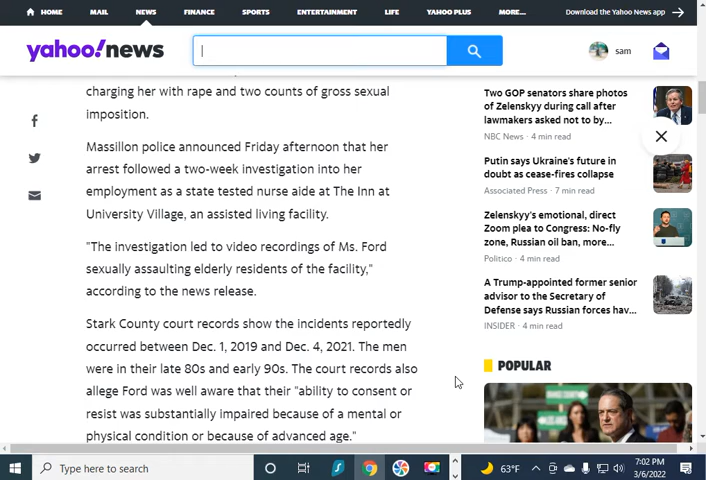 HOME MAIL NEWS FINANCE SPORTS ENTERTAINMENT LIFE YAHOO PLUS MORE... Download the Yahoo News app
yahoo!news
sam
charging her with rape and two counts of gross sexual
imposition.
Massillon police announced Friday afternoon that her
arrest followed a two-week investigation into her
employment as a state tested nurse aide at The Inn at
University Village, an assisted living facility.
"The investigation led to video recordings of Ms. Ford
sexually assaulting elderly residents of the facility,"
according to the news release.
Stark County court records show the incidents reportedly
occurred between Dec. 1, 2019 and Dec. 4, 2021. The men
were in their late 80s and early 90s. The court records also
allege Ford was well aware that their "ability to consent or
resist was substantially impaired because of a mental or
physical condition or because of advanced age."
Two GOP senators share photos
of Zelenskyy during call after
lawmakers asked not to by...
NBC News • 4 min read
Putin says Ukraine's future in
doubt as cease-fires collapse
Associated Press • 7 min read
Zelenskyy's emotional, direct
Zoom plea to Congress: No-fly
zone, Russian oil ban, more...
Politico • 4 min read
A Trump-appointed former senior
advisor to the Secretary of
Defense says Russian forces hav...
INSIDER • 4 min read
POPULAR
Type here to search
63°F
7:02 PM
3/6/2022